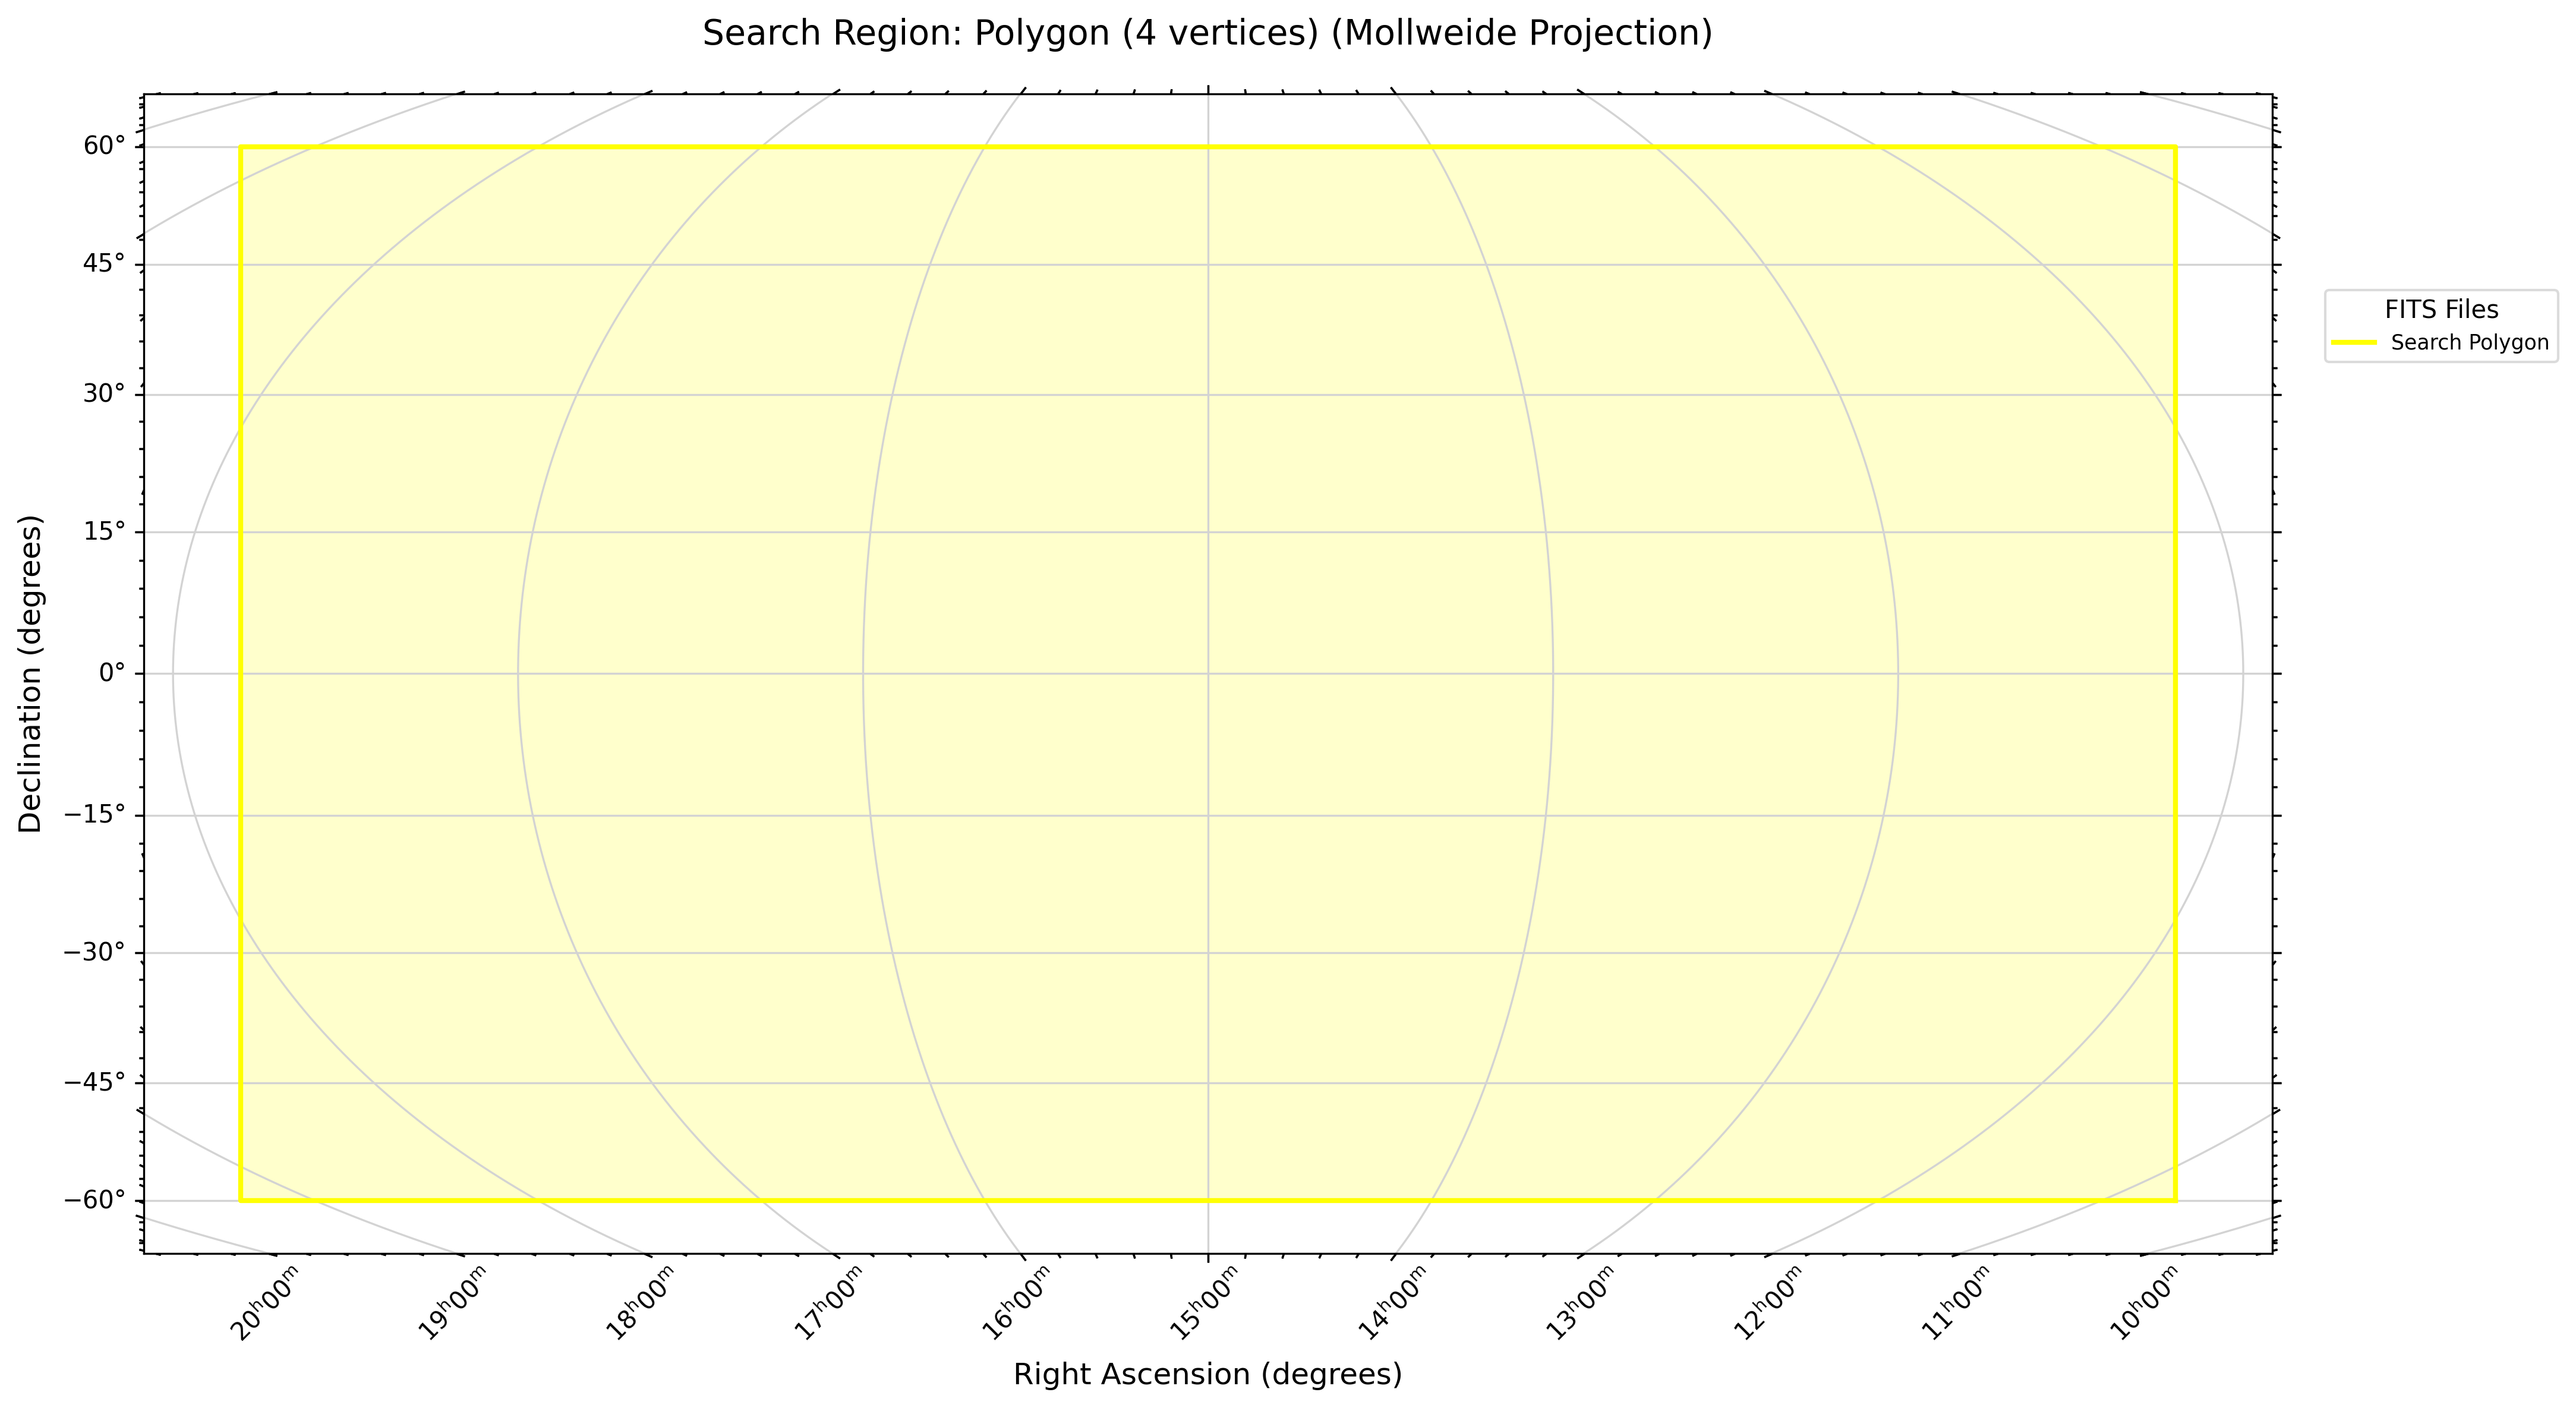 Search Region: Polygon (4 vertices) (Mollweide Projection)
60°
45°
30°
15°
0°
−15°
−30°
−45°
−60°
Declination (degrees)
20ʰ00ᵐ
19ʰ00ᵐ
18ʰ00ᵐ
17ʰ00ᵐ
16ʰ00ᵐ
15ʰ00ᵐ
14ʰ00ᵐ
13ʰ00ᵐ
12ʰ00ᵐ
11ʰ00ᵐ
10ʰ00ᵐ
Right Ascension (degrees)
FITS Files
Search Polygon